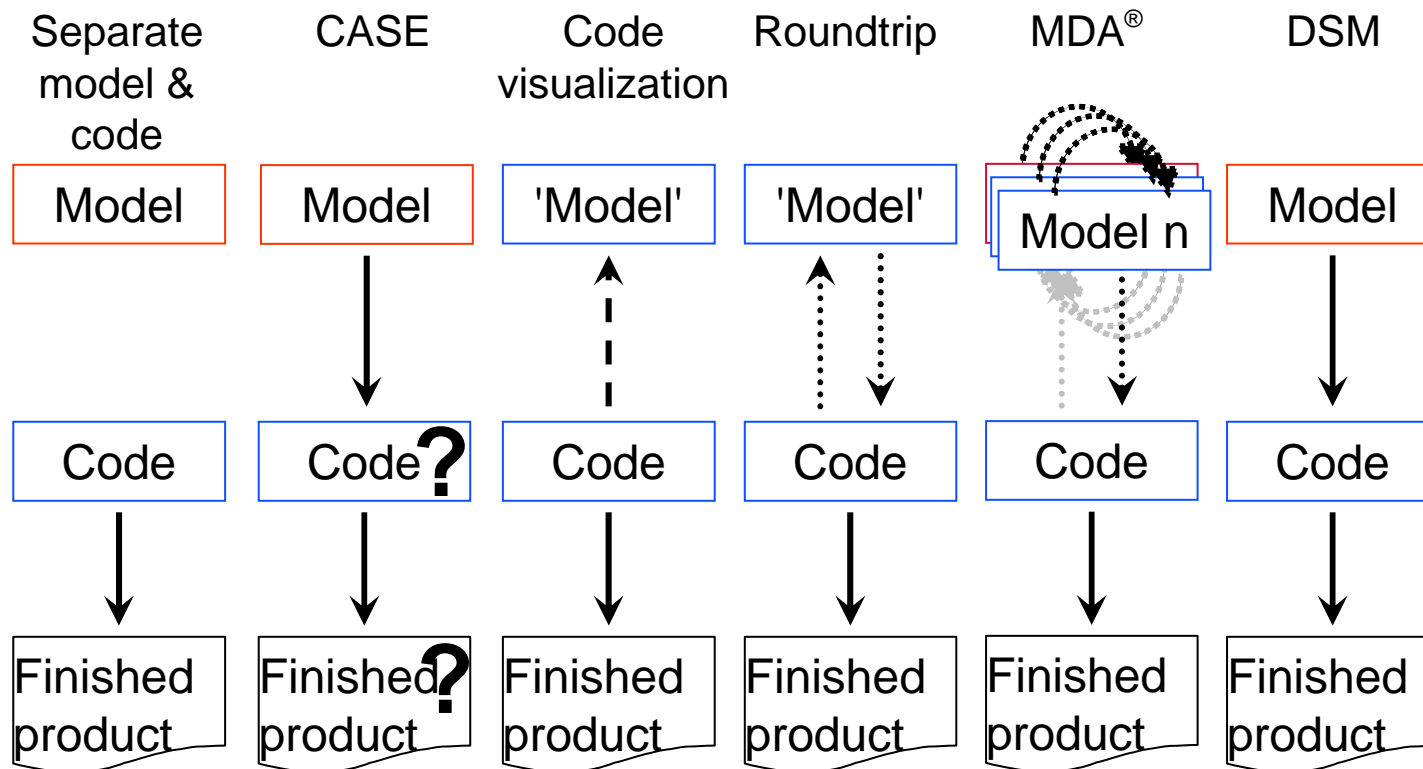 Separate
model &
code
CASE
Code
visualization
Roundtrip
MDA®
DSM
Model
Model
'Model'
'Model'
Model n
Model
Code
Code?
Code
Code
Code
Code
Finished
product
Finished?
product
Finished
product
Finished
product
Finished
product
Finished
product